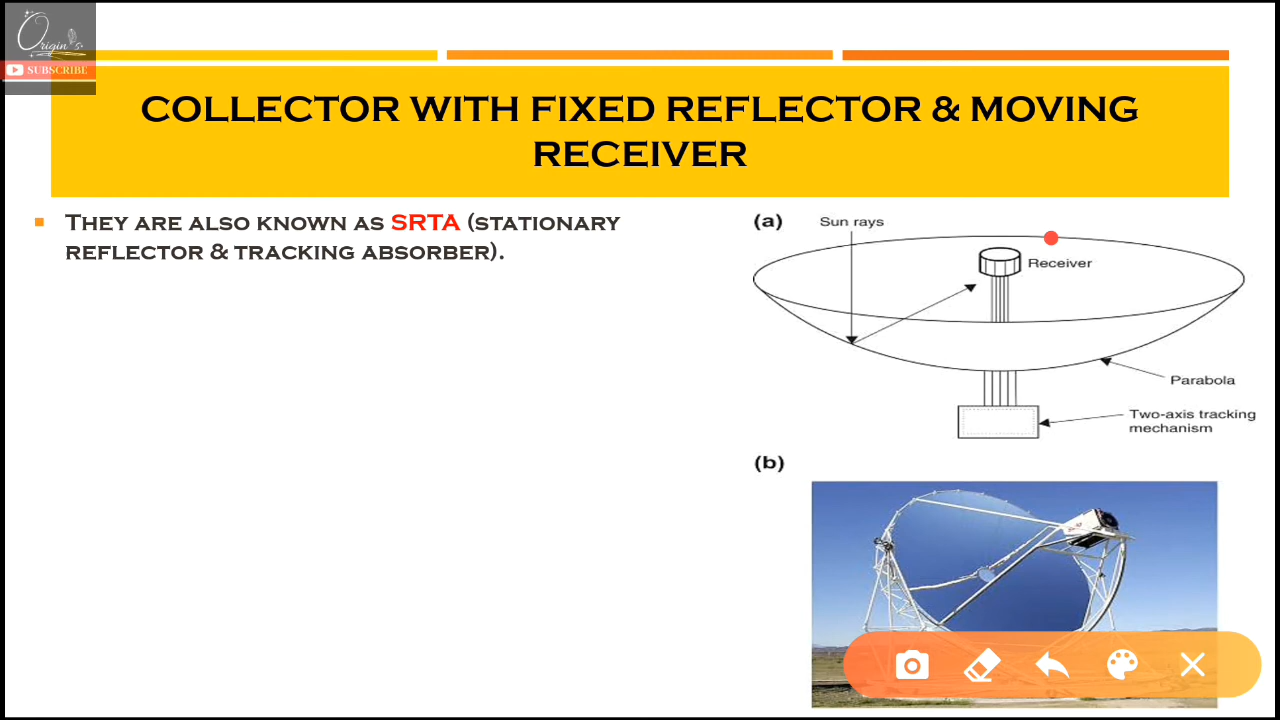 Origin's
SUBSCRIBE
COLLECTOR WITH FIXED REFLECTOR & MOVING
RECEIVER
THEY ARE ALSO KNOWN AS SRTA (STATIONARY
REFLECTOR & TRACKING ABSORBER).
(a)
Sun rays
Receiver
Parabola
Two-axis tracking
mechanism
(b)